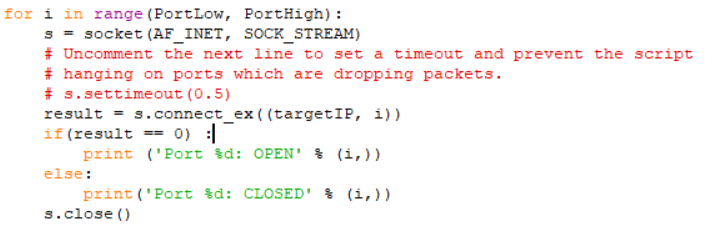 for i in range(PortLow, PortHigh):
    s = socket(AF_INET, SOCK_STREAM)
    # Uncomment the next line to set a timeout and prevent the script
    # hanging on ports which are dropping packets.
    # s.settimeout(0.5)
    result = s.connect_ex((targetIP, i))
    if(result == 0) :
        print ('Port %d: OPEN' % (i,))
    else:
        print('Port %d: CLOSED' % (i,))
    s.close()